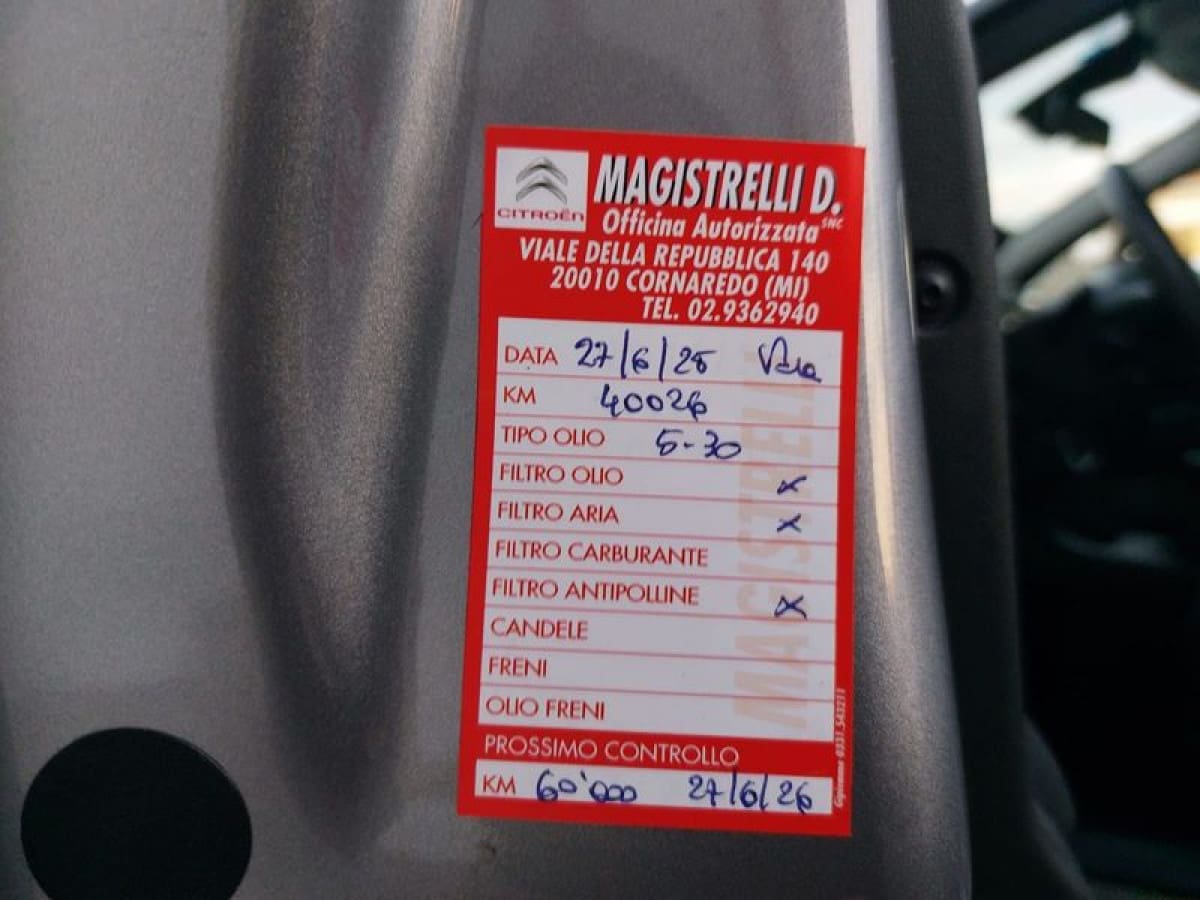 CITROËN
MAGISTRELLI D.
Officina Autorizzata SNC
VIALE DELLA REPUBBLICA 140
20010 CORNAREDO (MI)
TEL. 02.9362940
DATA 27/6/25
KM 40026
TIPO OLIO 5-30
FILTRO OLIO x
FILTRO ARIA x
FILTRO CARBURANTE
FILTRO ANTIPOLLINE x
CANDELE
FRENI
OLIO FRENI
MAGISTRELLI
PROSSIMO CONTROLLO
KM 60'000 27/6/26